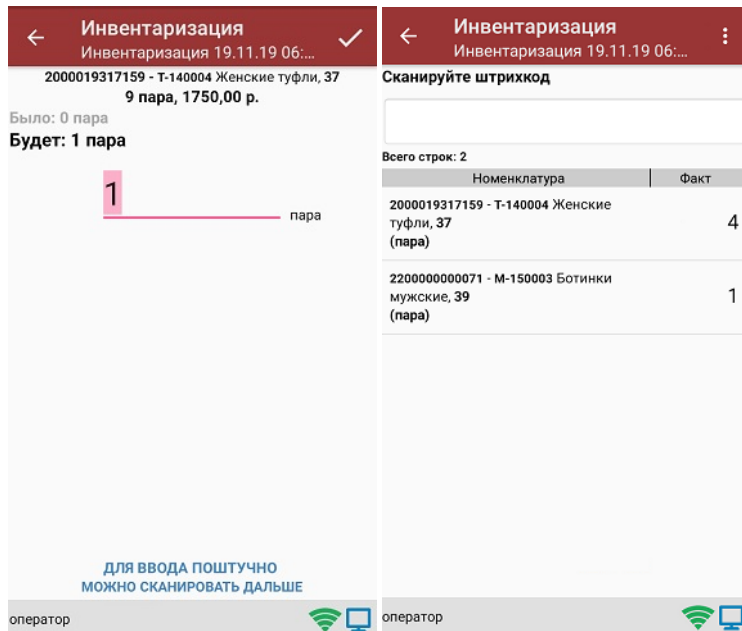 Инвентаризация
Инвентаризация 19.11.19 06:...
2000019317159 - Т-140004 Женские туфли, 37
9 пара, 1750,00 р.
Было: 0 пара
Будет: 1 пара
1
пара
ДЛЯ ВВОДА ПОШТУЧНО
МОЖНО СКАНИРОВАТЬ ДАЛЬШЕ
оператор
Инвентаризация
Инвентаризация 19.11.19 06:...
Сканируйте штрихкод
Всего строк: 2
Номенклатура Факт
2000019317159 - Т-140004 Женские
туфли, 37
(пара)
4
2200000000071 - М-150003 Ботинки
мужские, 39
(пара)
1
оператор